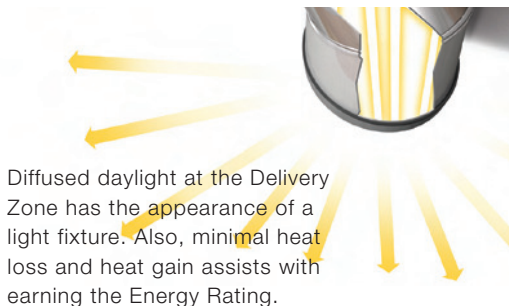 Diffused daylight at the Delivery
Zone has the appearance of a
light fixture. Also, minimal heat
loss and heat gain assists with
earning the Energy Rating.